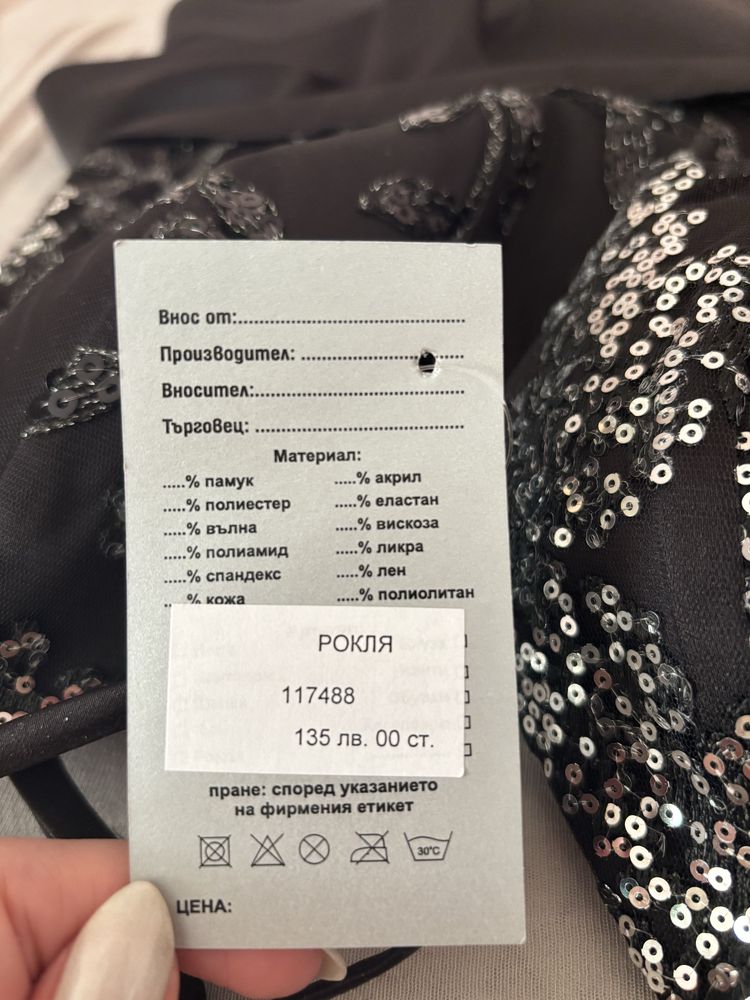 Внос от:..........................................
Производител: ..............................
Вносител:.......................................
Търговец: ......................................
Материал:
.....% памук .....% акрил
.....% полиестер .....% еластан
.....% вълна .....% вискоза
.....% полиамид .....% ликра
.....% спандекс .....% лен
.....% кожа .....% полиолитан
РОКЛЯ
117488
135 лв. 00 ст.
пране: според указанието
на фирмения етикет
30°C
ЦЕНА: